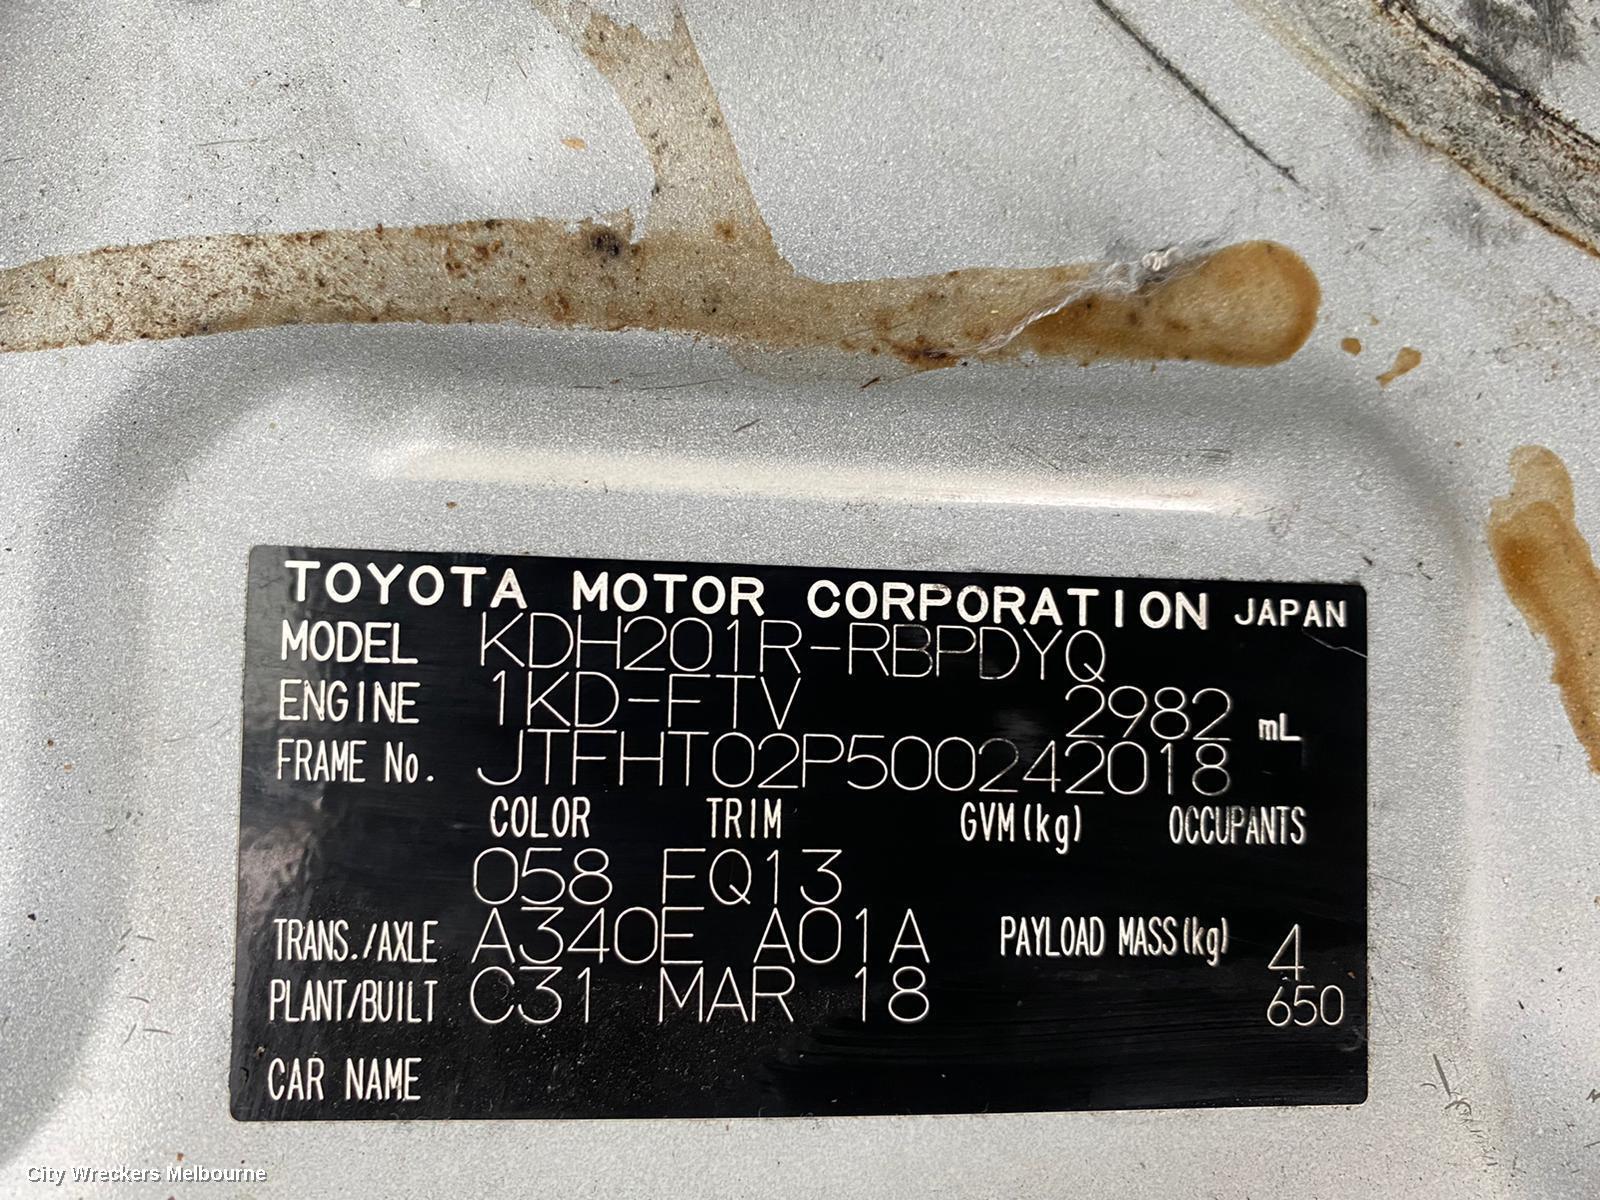 TOYOTA MOTOR CORPORATION JAPAN
MODEL KDH201R-RBPDYQ
ENGINE 1KD-FTV 2982 mL
FRAME No. JTFHT02P500242018
COLOR TRIM GVM(kg) OCCUPANTS
058 FQ13
TRANS./AXLE A340E A01A PAYLOAD MASS(kg) 4
PLANT/BUILT C31 MAR 18 650
CAR NAME
City Wreckers Melbourne